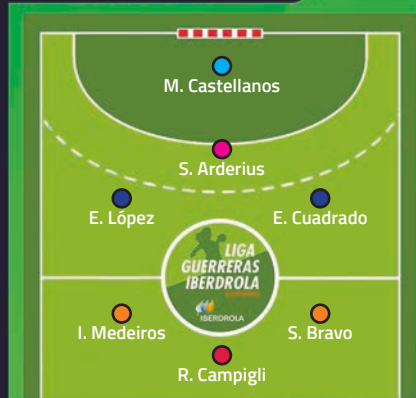 M. Castellanos
S. Arderius
E. López
E. Cuadrado
LIGA
GUERRERAS
IBERDROLA
IBERDROLA
I. Medeiros
S. Bravo
R. Campigli